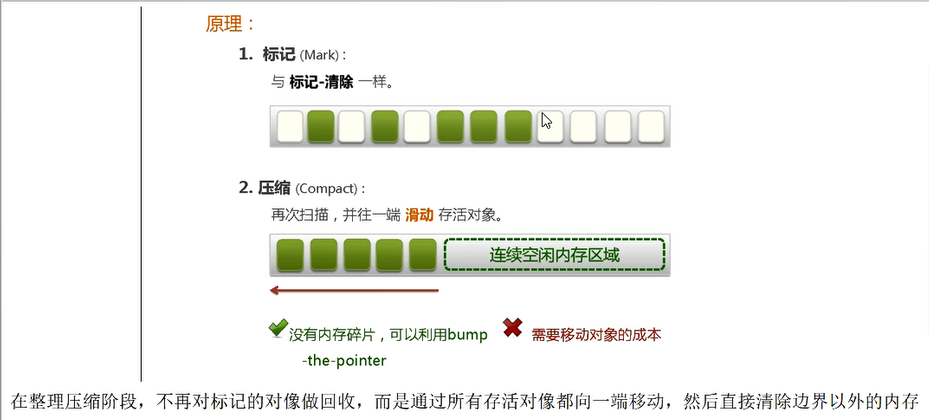 原理：
1. 标记 (Mark)：
与 标记-清除 一样。
2. 压缩 (Compact)：
再次扫描，并往一端 滑动 存活对象。
连续空闲内存区域
没有内存碎片，可以利用bump
-the-pointer
需要移动对象的成本
在整理压缩阶段，不再对标记的对像做回收，而是通过所有存活对像都向一端移动，然后直接清除边界以外的内存